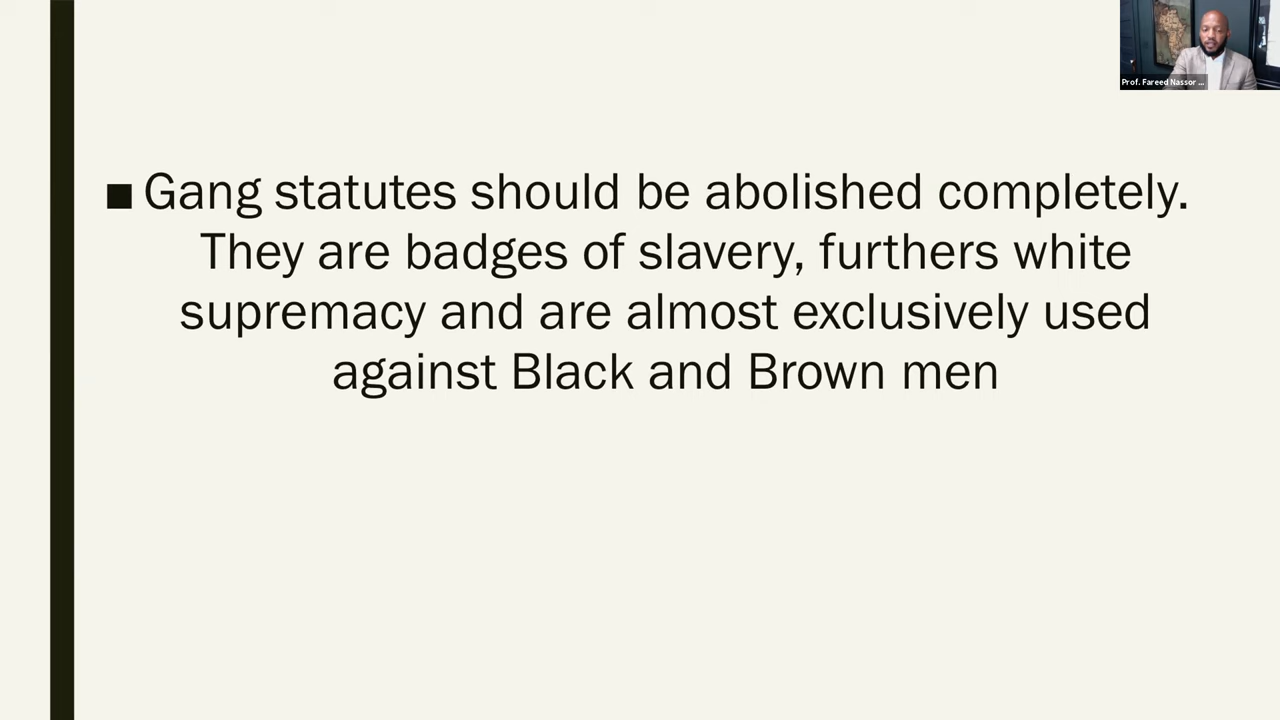 Prof. Fareed Nassor ...
■ Gang statutes should be abolished completely.
They are badges of slavery, furthers white
supremacy and are almost exclusively used
against Black and Brown men